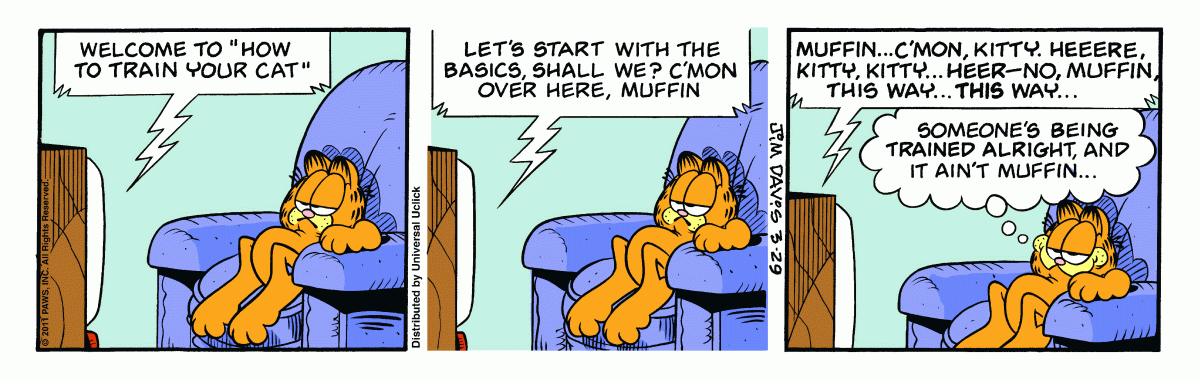 WELCOME TO "HOW
TO TRAIN YOUR CAT"
© 2011 PAWS, INC. All Rights Reserved.
LET'S START WITH THE
BASICS, SHALL WE? C'MON
OVER HERE, MUFFIN
Distributed by Universal Uclick
MUFFIN...C'MON, KITTY. HEEERE,
KITTY, KITTY... HEER—NO, MUFFIN,
THIS WAY... THIS WAY...
SOMEONE'S BEING
TRAINED ALRIGHT, AND
IT AIN'T MUFFIN...
JIM DAVIS 3-29